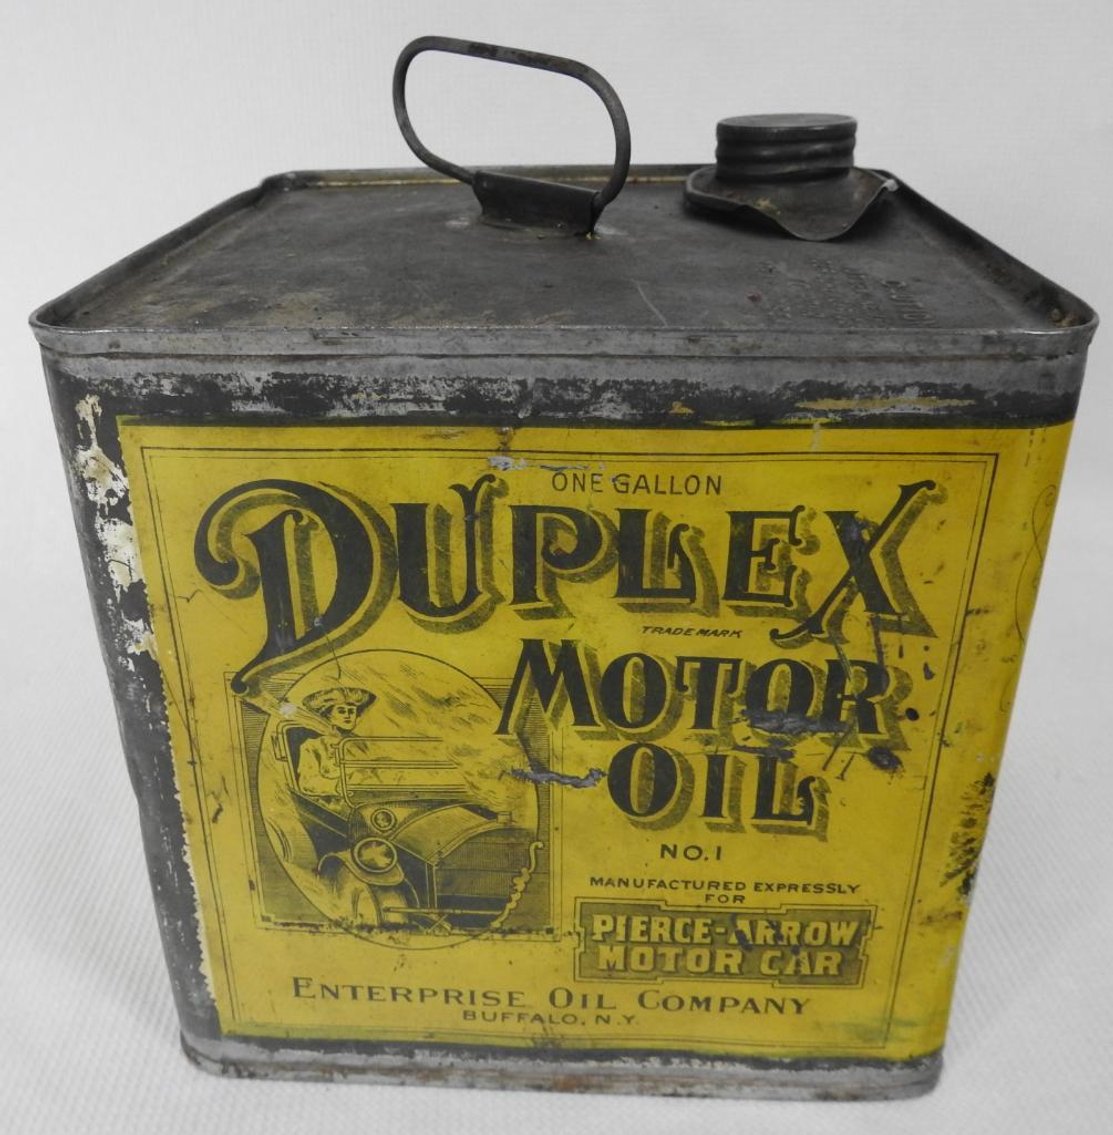 ONE GALLON
DUPLEX
TRADE MARK
MOTOR
OIL
NO. 1
MANUFACTURED EXPRESSLY
FOR
PIERCE-ARROW
MOTOR CAR
ENTERPRISE OIL COMPANY
BUFFALO, N.Y.